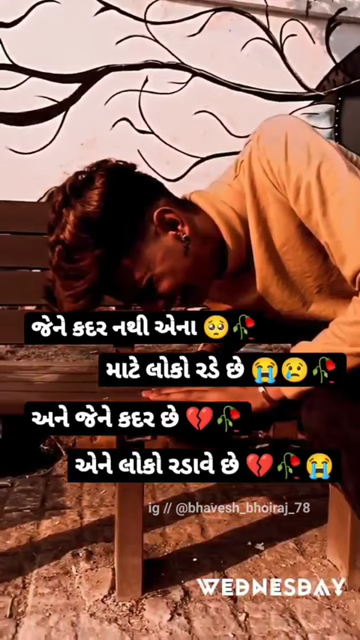 જેને કદર નથી એના 🥺🥀
માટે લોકો રડે છે 😭😢🥀
અને જેને કદર છે 💔🥀
એને લોકો રડાવે છે 💔🥀😭
ig // @bhavesh_bhoiraj_78
WEDNESDAY